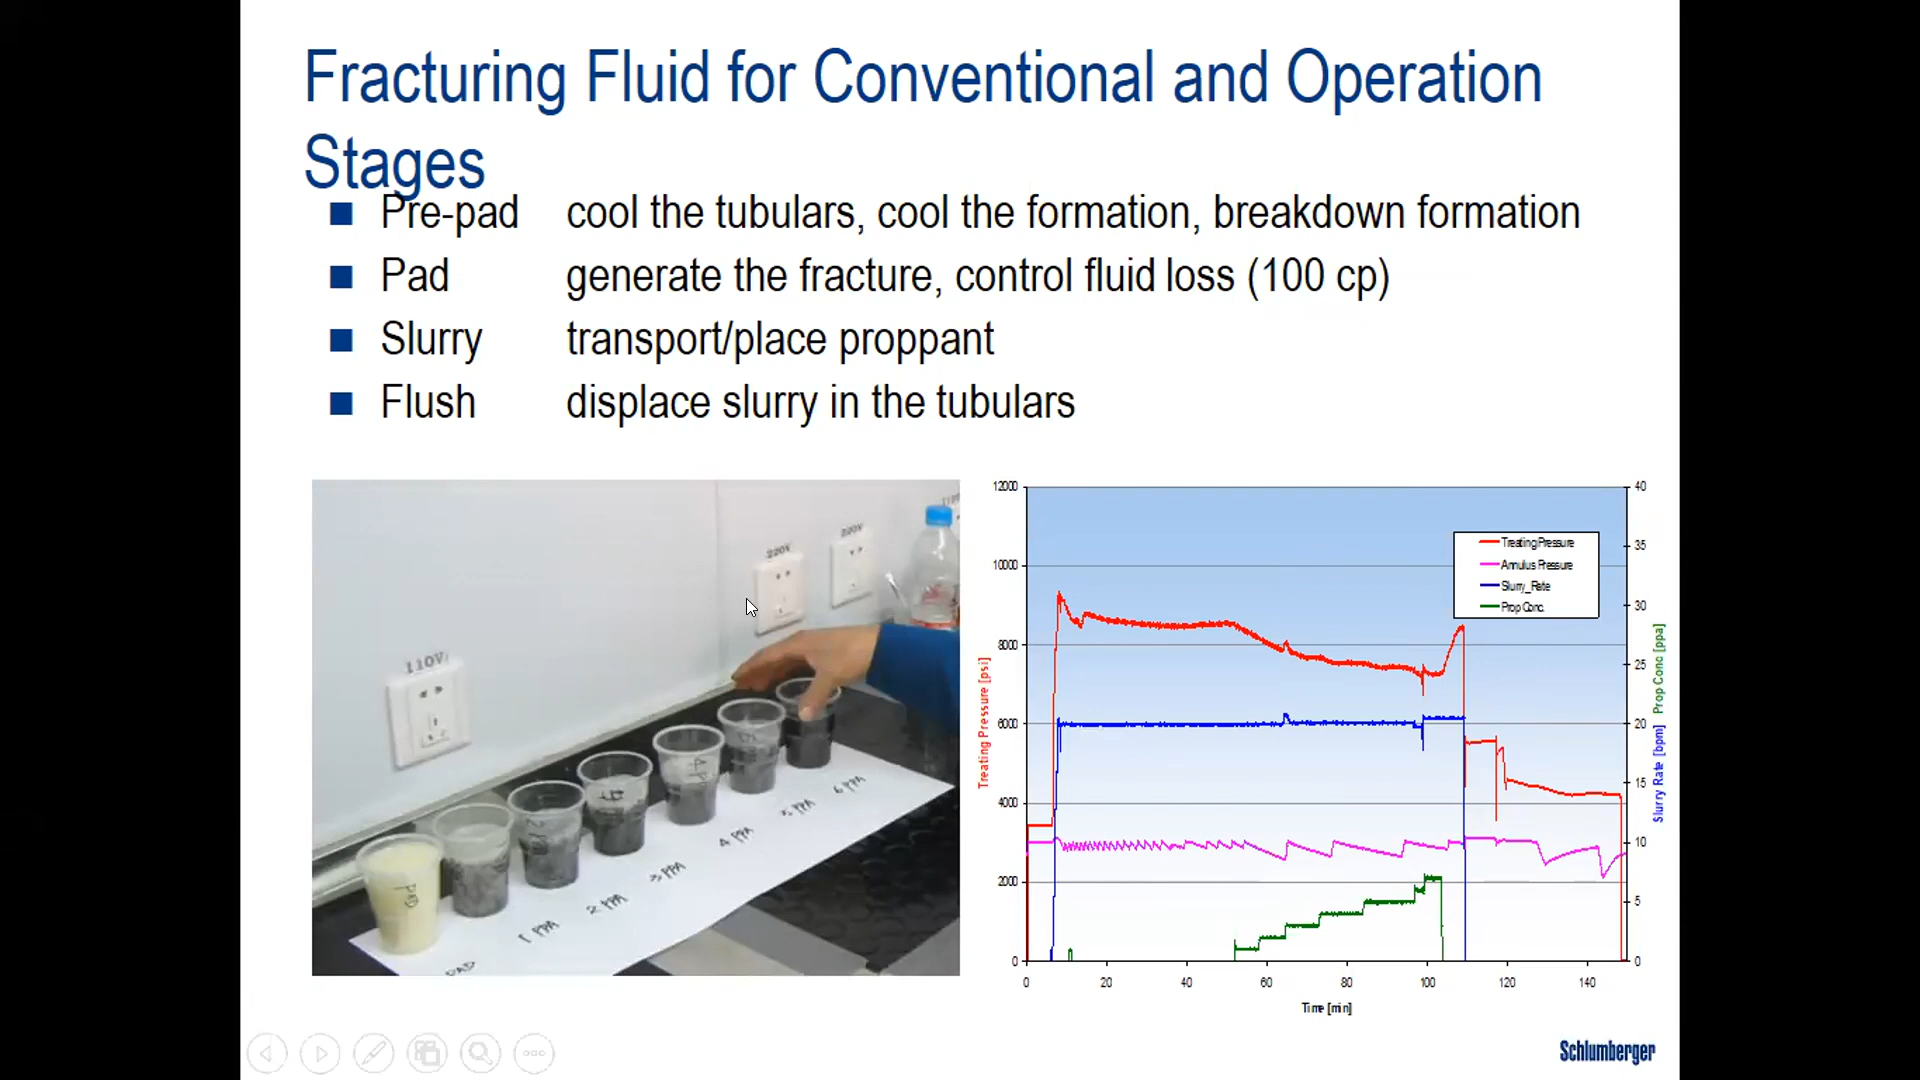 Fracturing Fluid for Conventional and Operation
Stages
Pre-pad cool the tubulars, cool the formation, breakdown formation
Pad generate the fracture, control fluid loss (100 cp)
Slurry transport/place proppant
Flush displace slurry in the tubulars
110V
220V
PAD
1 PPA
2 PPA
3 PPA
4 PPA
5 PPA
6 PPA
PAD
Treating Pressure [psi]
12000
10000
8000
6000
4000
2000
0
Treating Pressure
Annulus Pressure
Slurry_Rate
Prop Conc.
40
35
30
25
20
15
10
5
0
Slurry Rate [bpm] Prop Conc [ppa]
0 20 40 60 80 100 120 140
Time [min]
Schlumberger